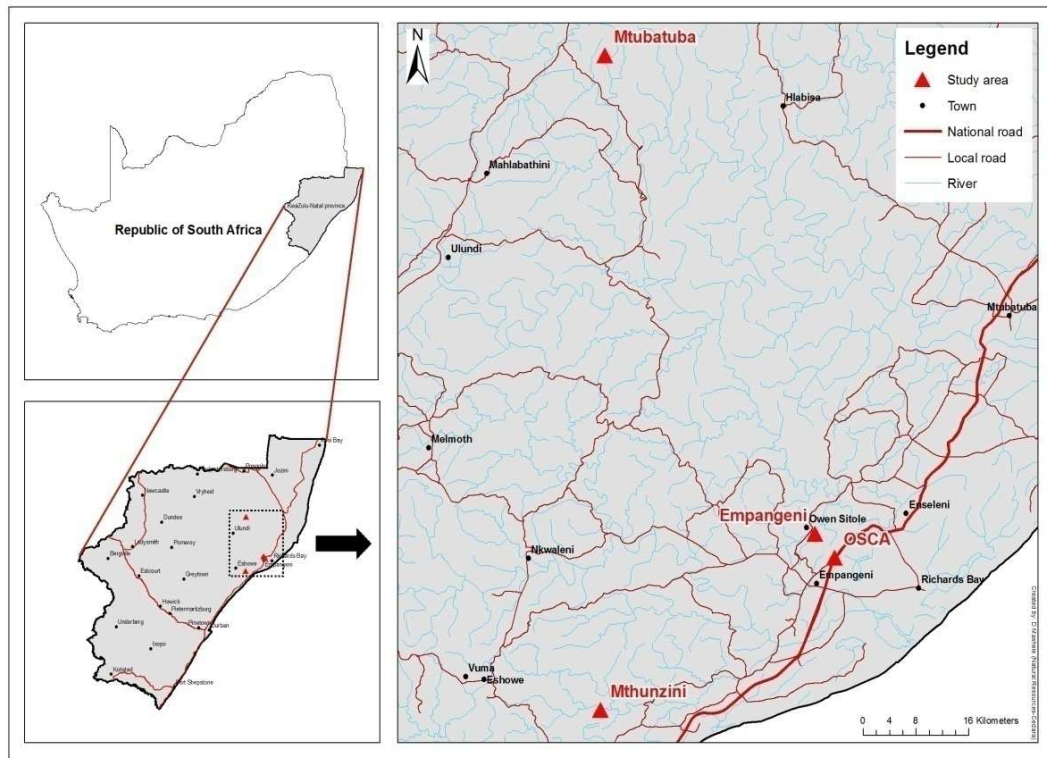 KwaZulu-Natal province
Republic of South Africa
Newcastle
Vryheid
Jozini
Dundee
Ulundi
Ladysmith
Pomeroy
Bergville
Richards Bay
Empangeni
Eshowe
Estcourt
Greytown
Howick
Pietermaritzburg
Pinetown
Durban
Underberg
Ixopo
Kokstad
Port Shepstone
N
Mtubatuba
Hlabisa
Mahlabathini
Ulundi
Mtubatuba
Melmoth
Empangeni
Owen Sitole
Enseleni
OSCA
Nkwaleni
Empangeni
Richards Bay
Vuma
Eshowe
Mthunzini
Legend
Study area
Town
National road
Local road
River
0 4 8 16 Kilometers